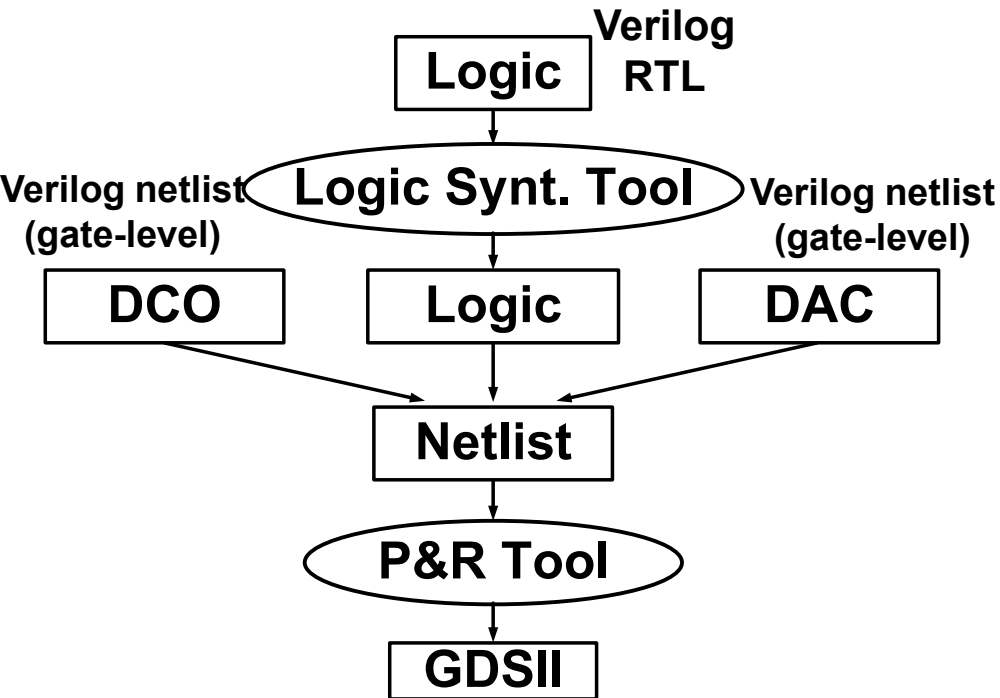 Verilog
RTL
Logic
Logic Synt. Tool
Verilog netlist
(gate-level)
Verilog netlist
(gate-level)
DCO
Logic
DAC
Netlist
P&R Tool
GDSII